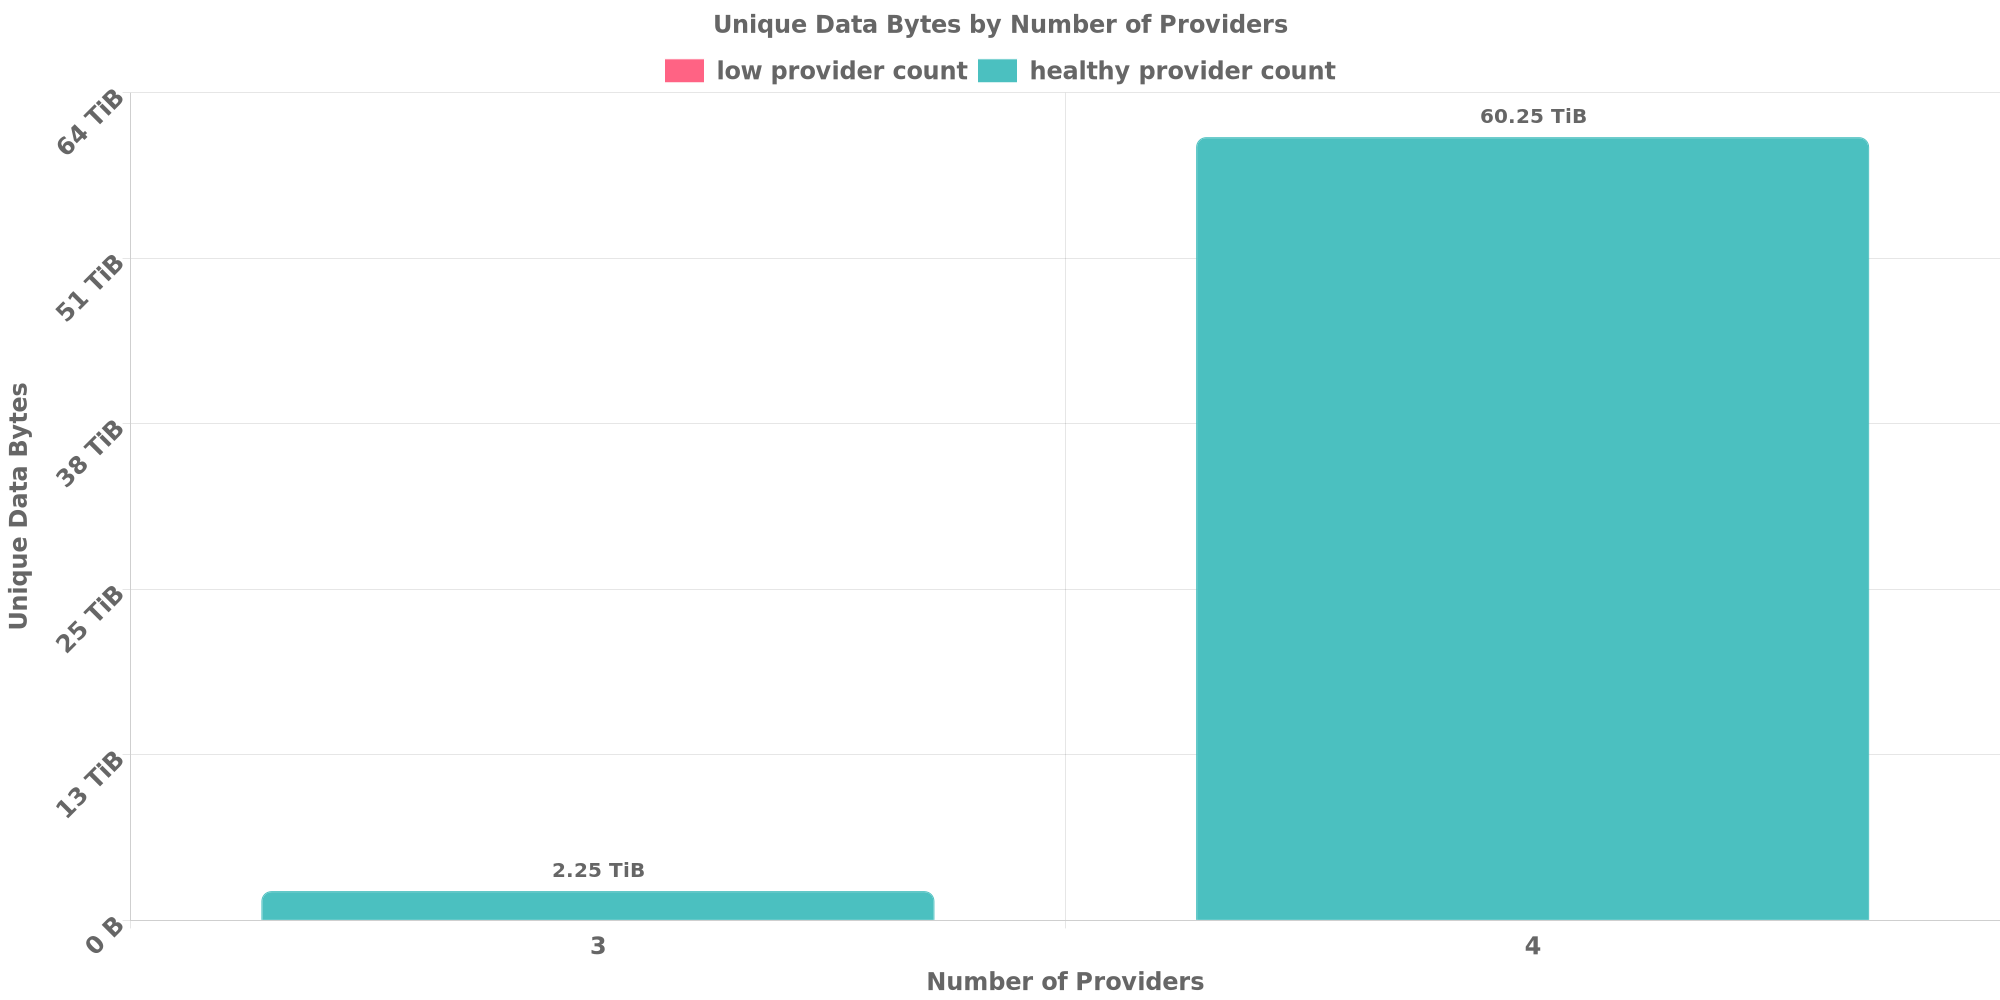 Unique Data Bytes by Number of Providers
low provider count
healthy provider count
64 TiB
51 TiB
38 TiB
25 TiB
13 TiB
0 B
Unique Data Bytes
2.25 TiB
60.25 TiB
3
4
Number of Providers